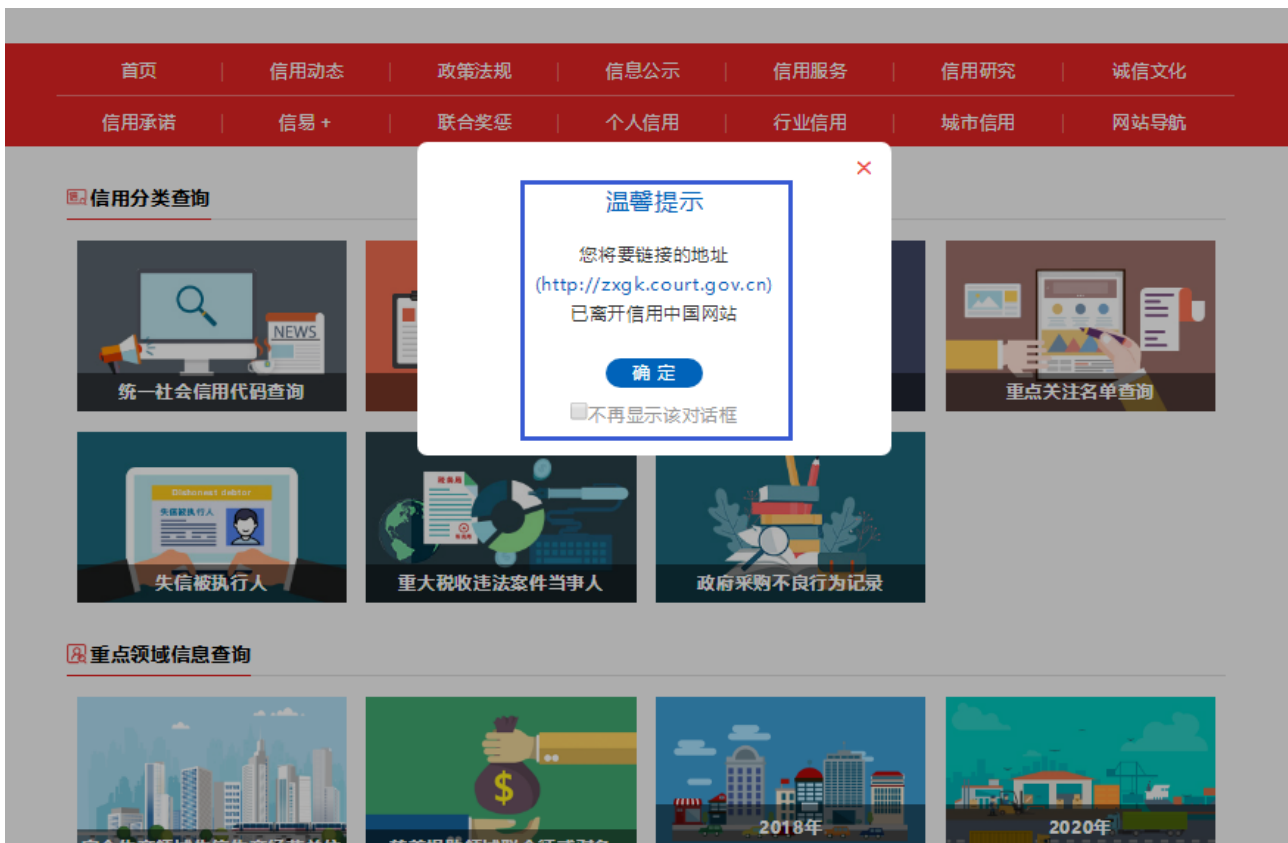 首页
信用动态
政策法规
信息公示
信用服务
信用研究
诚信文化
信用承诺
信易 +
联合奖惩
个人信用
行业信用
城市信用
网站导航
信用分类查询
温馨提示
您将要链接的地址
(http://zxgk.court.gov.cn)
已离开信用中国网站
确 定
不再显示该对话框
NEWS
统一社会信用代码查询
重点关注名单查询
Dishonest debtor
失信被执行人
失信被执行人
税务局
重大税收违法案件当事人
政府采购不良行为记录
重点领域信息查询
2018年
2020年